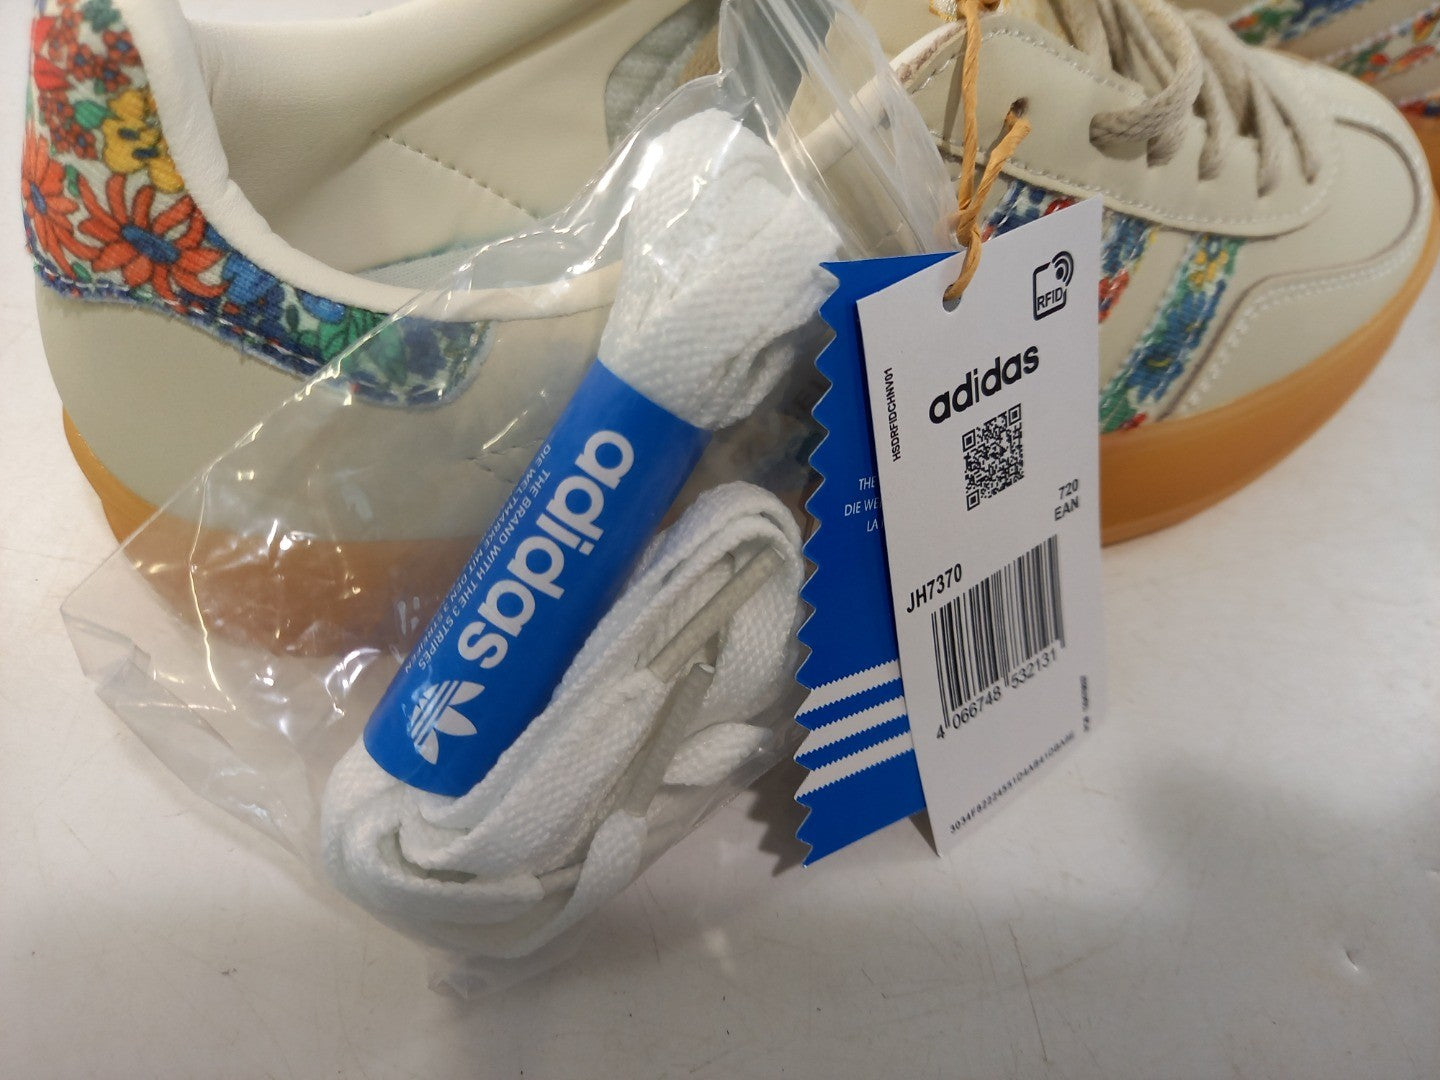 adidas
THE BRAND WITH THE 3 STRIPES
DIE WELTMARKE MIT DEN 3 STREIFEN
THE
DIE WE
LA
RFID
adidas
HSDRFIDCHNV01
720
EAN
JH7370
4 066748 532131